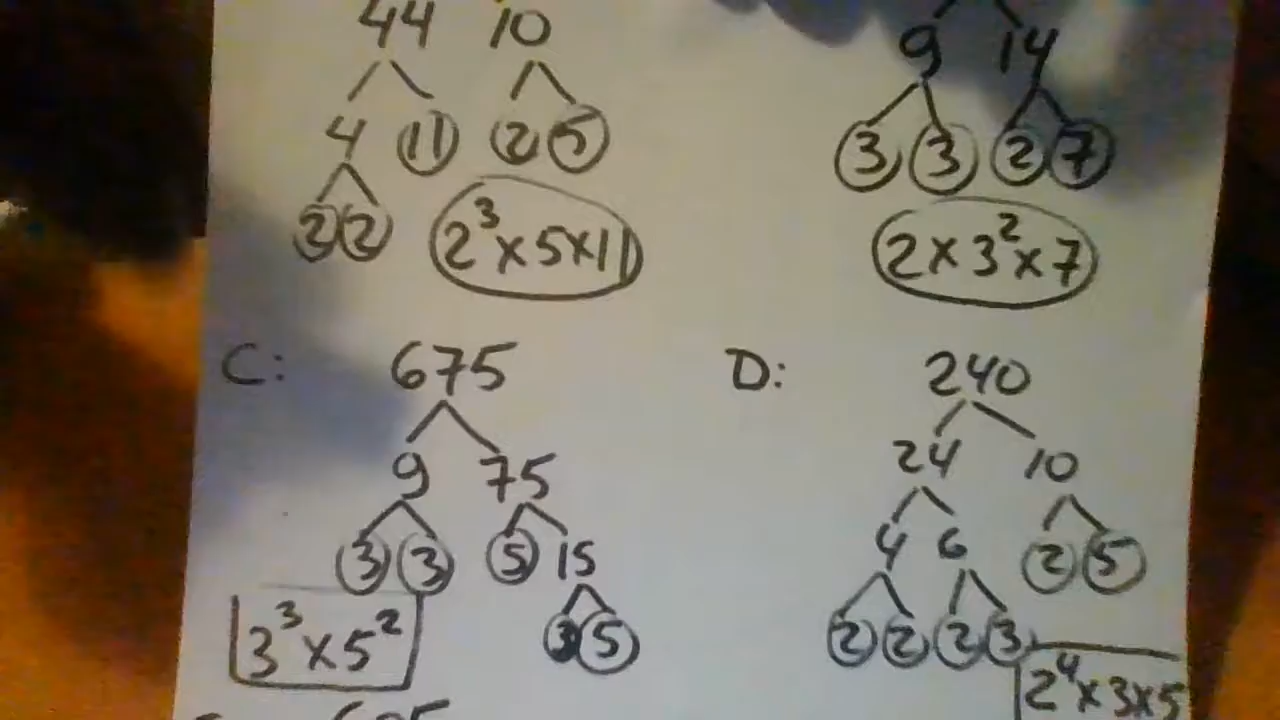 44 10
4 11 2 5
2 2
2³x5x11
9 14
3 3 2 7
2x3²x7
C: 675
9 75
3 3 5 15
3 5
3³x5²
D: 240
24 10
4 6 2 5
2 2 2 3
2⁴x3x5